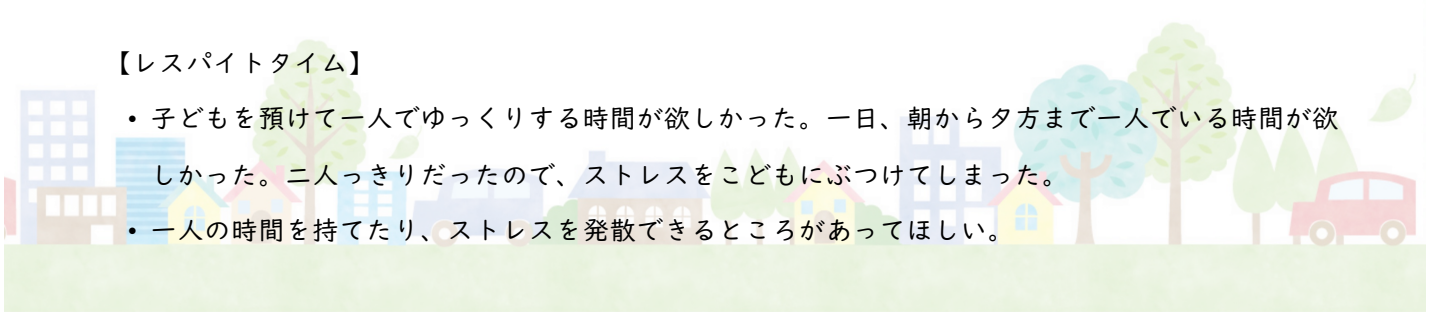 【レスパイトタイム】
• 子どもを預けて一人でゆっくりする時間が欲しかった。一日、朝から夕方まで一人でいる時間が欲
しかった。二人っきりだったので、ストレスをこどもにぶつけてしまった。
• 一人の時間を持てたり、ストレスを発散できるところがあってほしい。